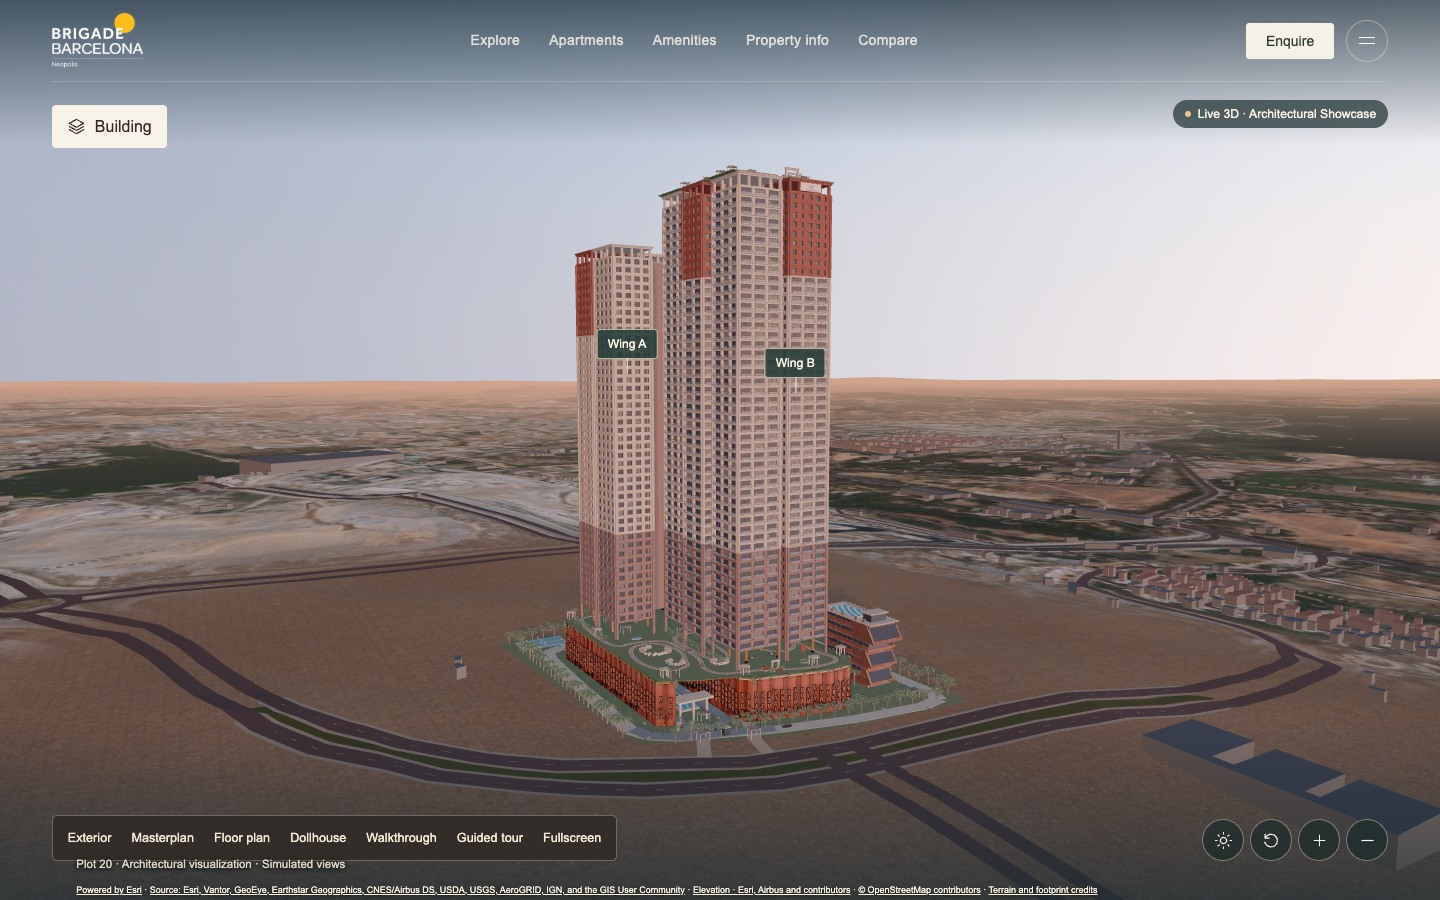 BRIGADE
BARCELONA
Neopolis
Explore
Apartments
Amenities
Property info
Compare
Enquire
Building
Live 3D · Architectural Showcase
Wing A
Wing B
Exterior
Masterplan
Floor plan
Dollhouse
Walkthrough
Guided tour
Fullscreen
Plot 20 · Architectural visualization · Simulated views
Powered by Esri · Source: Esri, Vantor, GeoEye, Earthstar Geographics, CNES/Airbus DS, USDA, USGS, AeroGRID, IGN, and the GIS User Community · Elevation · Esri, Airbus and contributors · © OpenStreetMap contributors · Terrain and footprint credits